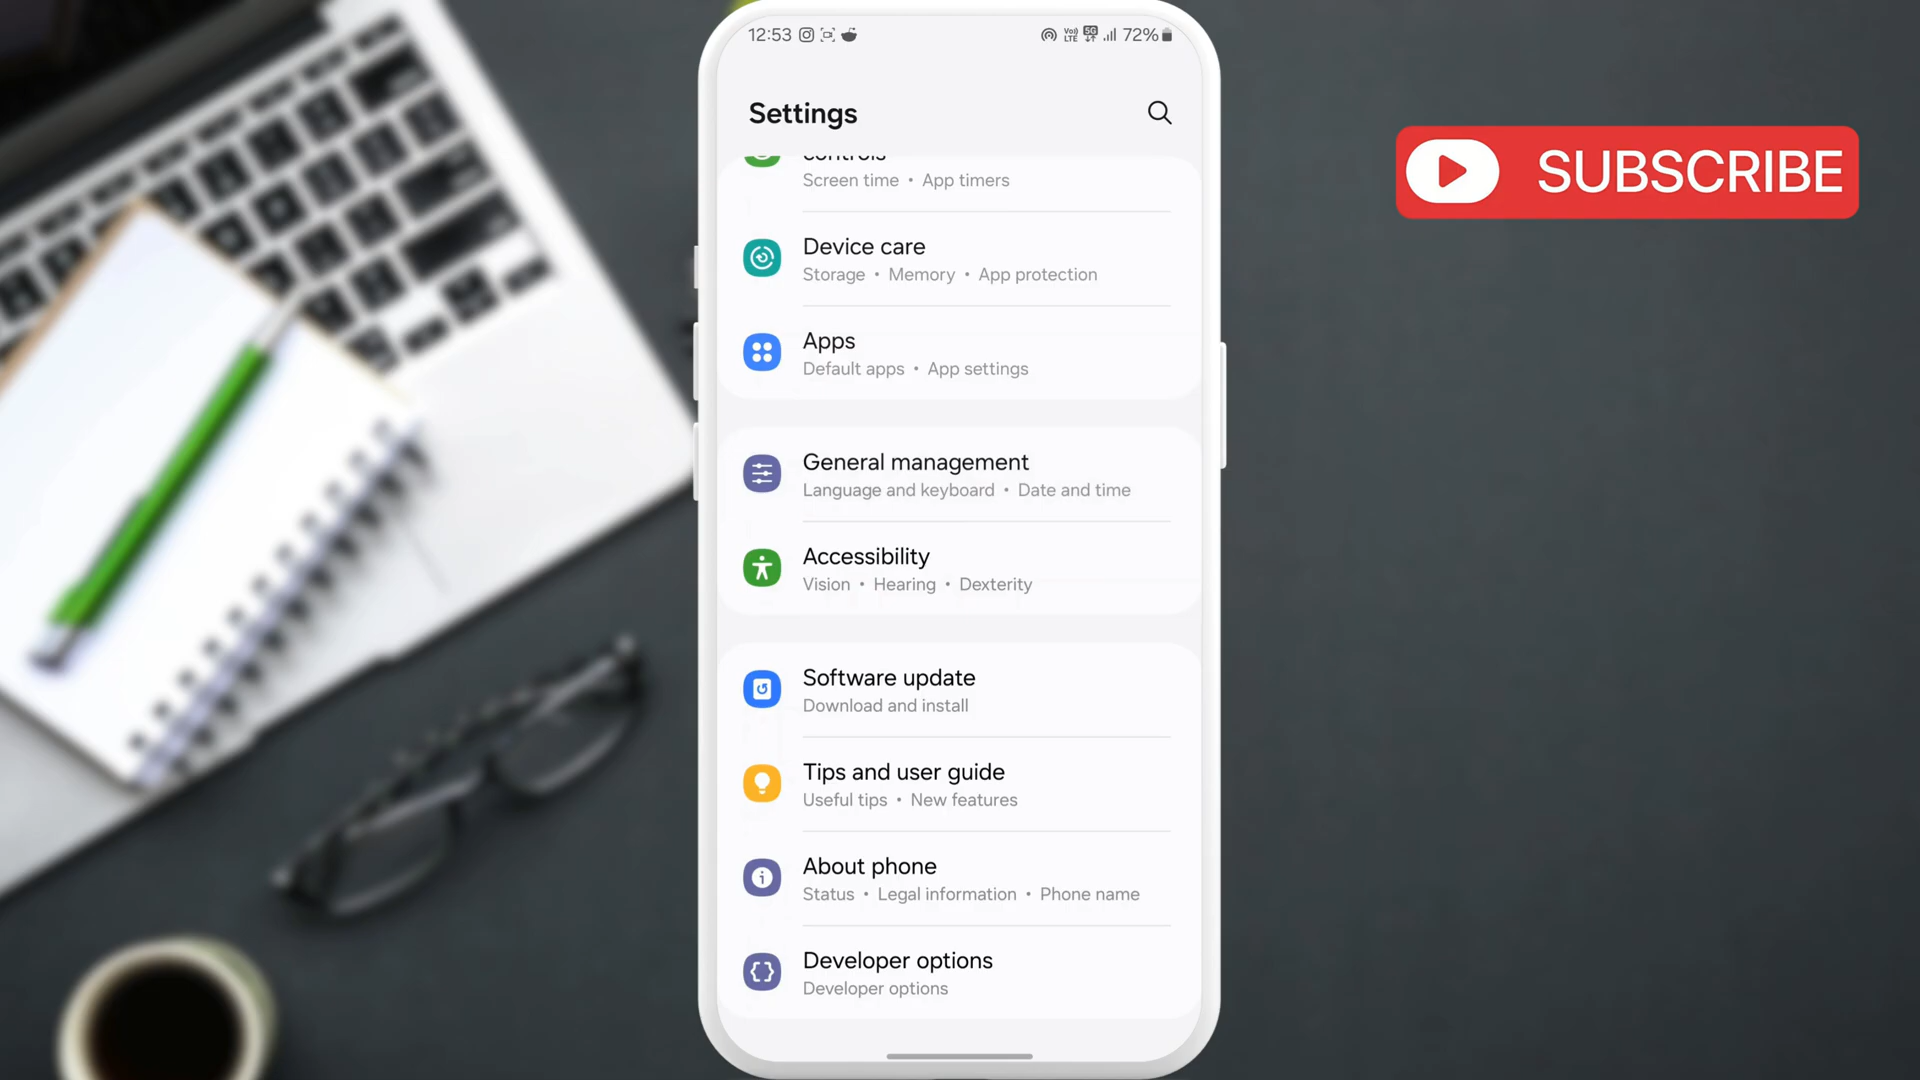 12:53 72%
Settings
controls
Screen time • App timers
Device care
Storage • Memory • App protection
Apps
Default apps • App settings
General management
Language and keyboard • Date and time
Accessibility
Vision • Hearing • Dexterity
Software update
Download and install
Tips and user guide
Useful tips • New features
About phone
Status • Legal information • Phone name
Developer options
Developer options
SUBSCRIBE